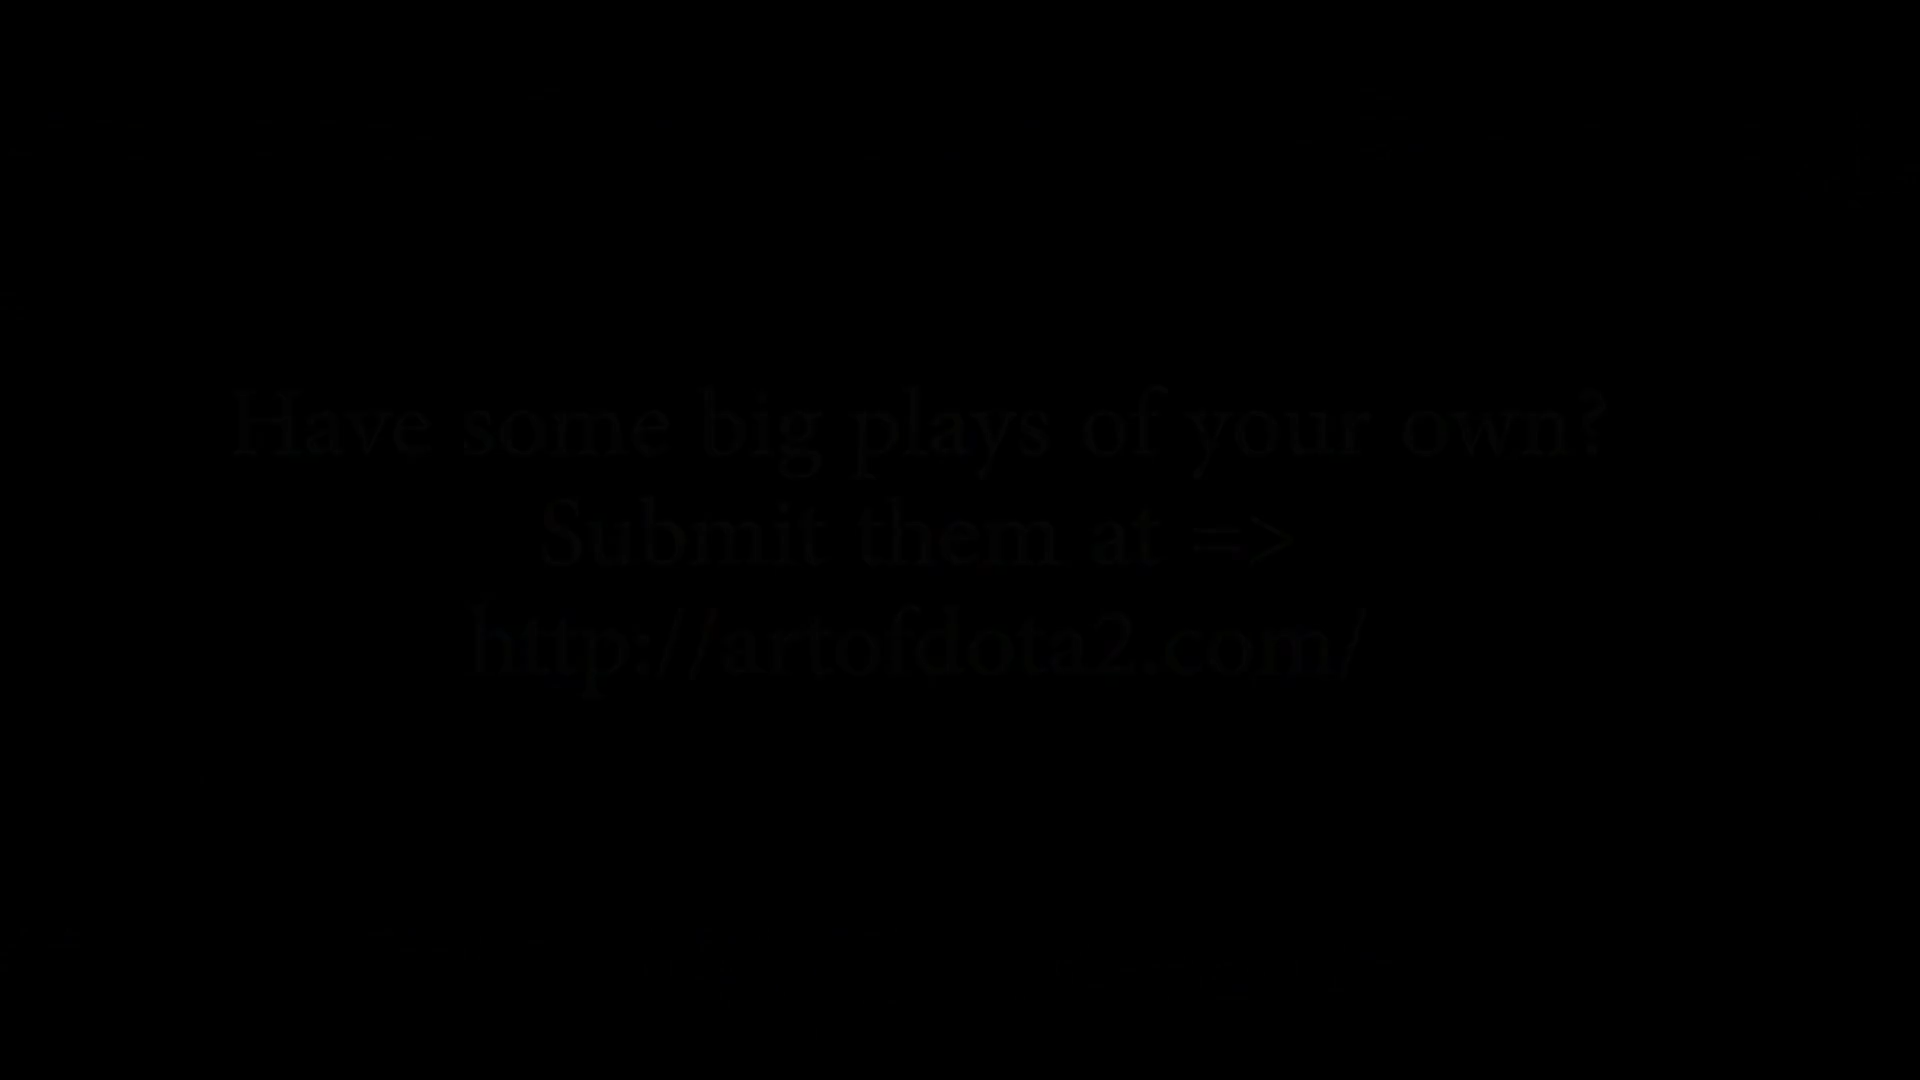 Have some big plays of your own?
Submit them at =>
http://artofdota2.com/